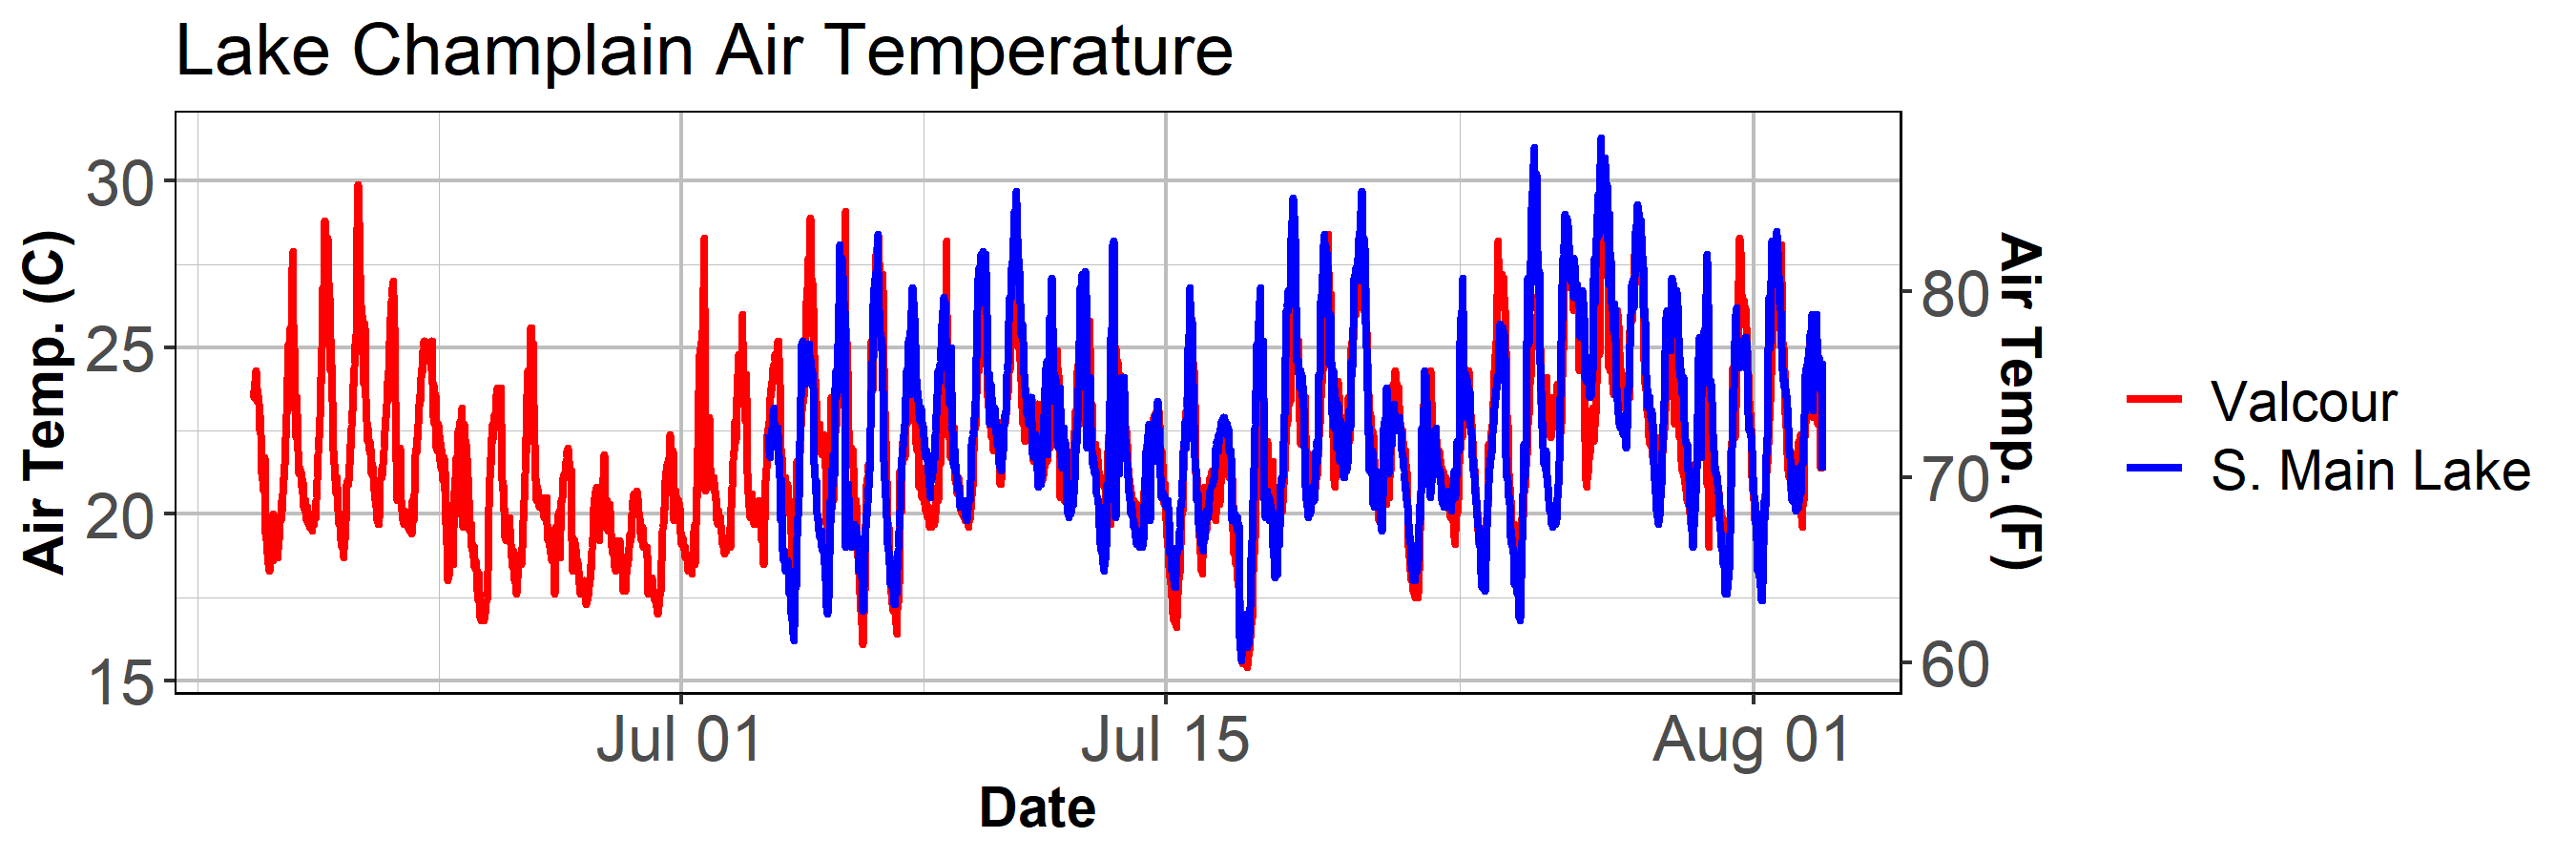 Lake Champlain Air Temperature
Air Temp. (C)
30
25
20
15
Air Temp. (F)
80
70
60
Jul 01
Jul 15
Aug 01
Date
Valcour
S. Main Lake